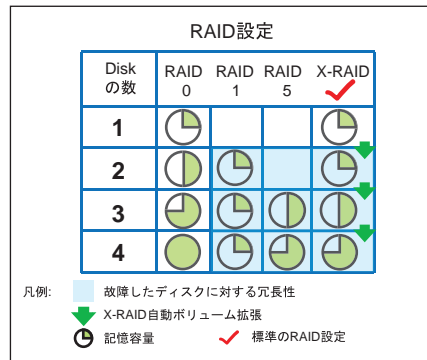 RAID設定
Disk の数 RAID 0 RAID 1 RAID 5 X-RAID
1
2
3
4
凡例: 故障したディスクに対する冗長性
X-RAID自動ボリューム拡張
記憶容量 標準のRAID設定